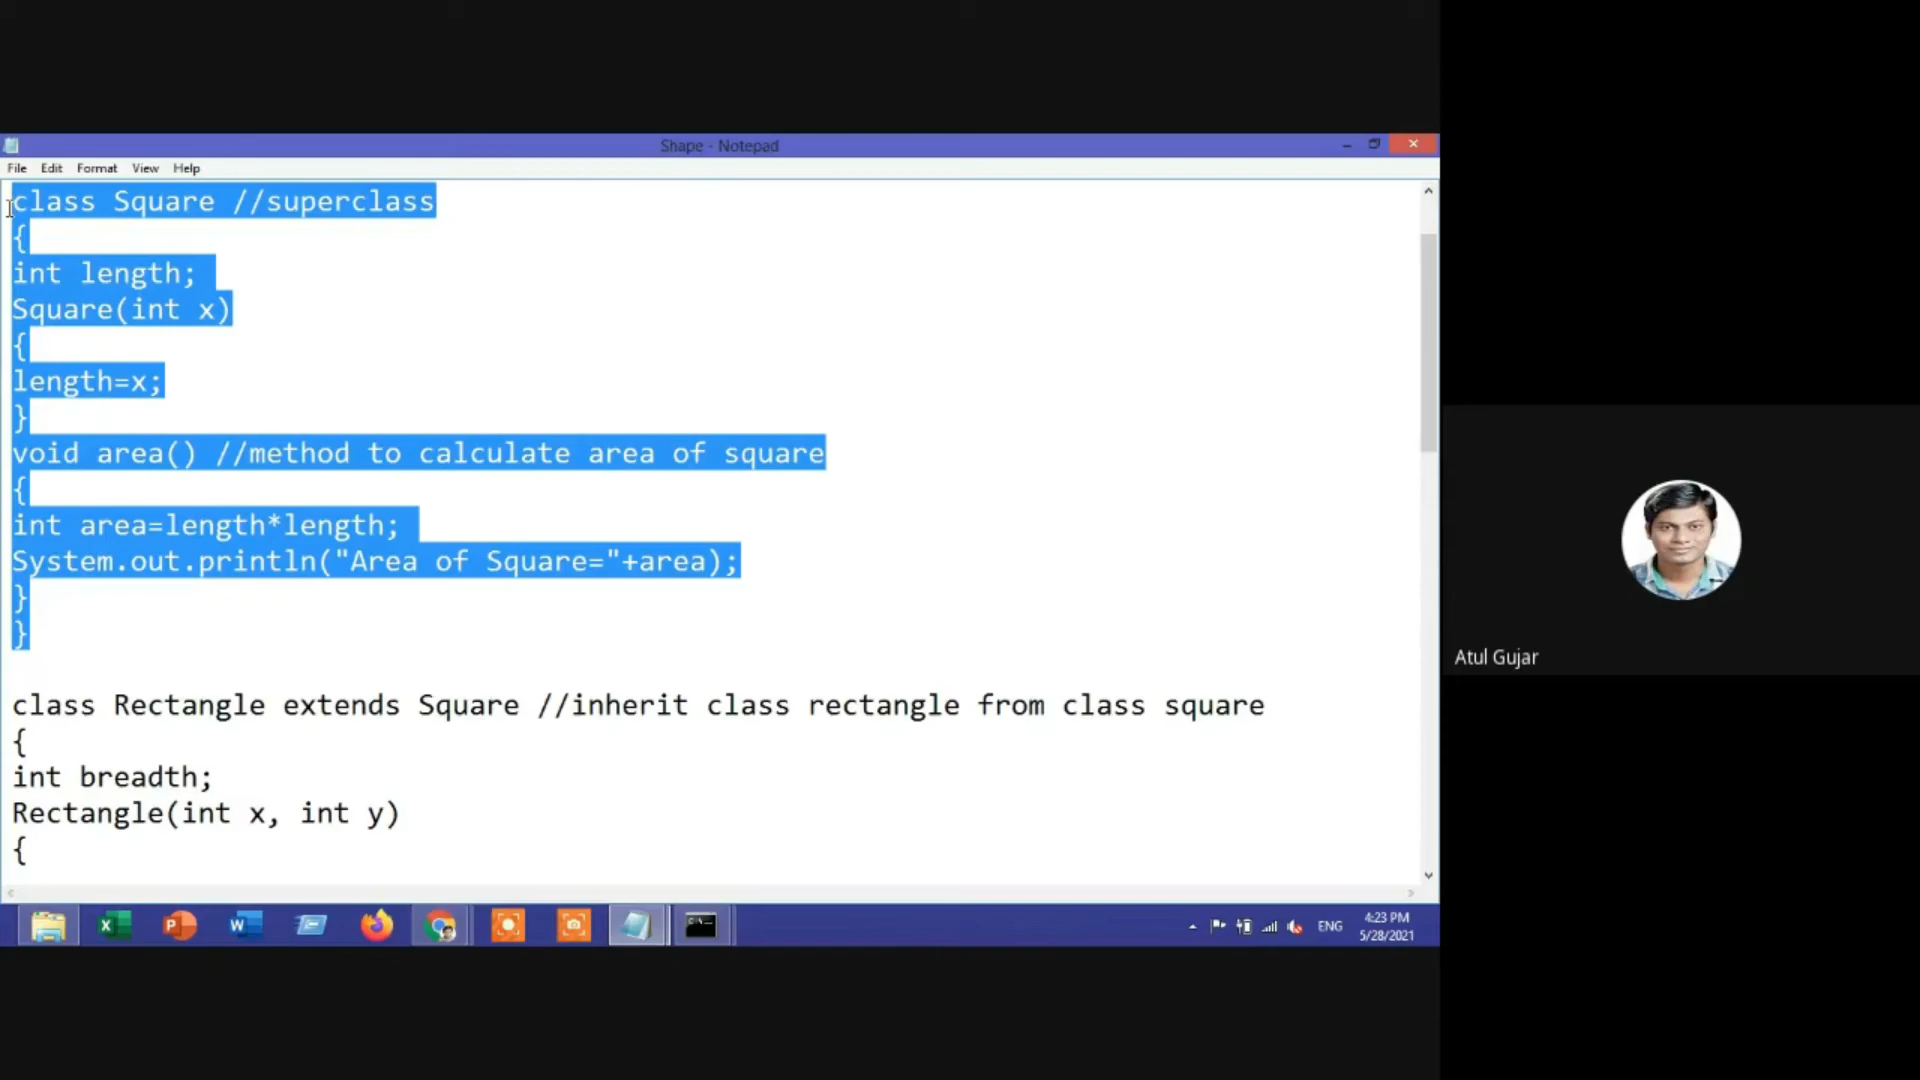 Shape - Notepad
File Edit Format View Help
class Square //superclass
{
int length;
Square(int x)
{
length=x;
}
void area() //method to calculate area of square
{
int area=length*length;
System.out.println("Area of Square="+area);
}
}
class Rectangle extends Square //inherit class rectangle from class square
{
int breadth;
Rectangle(int x, int y)
{
Atul Gujar
ENG
4:23 PM
5/28/2021